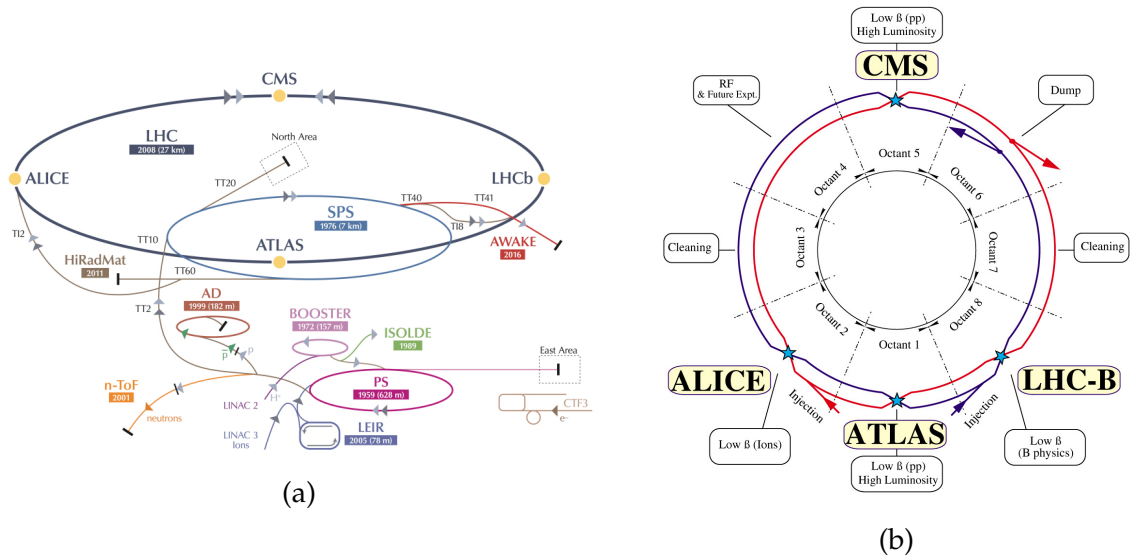 CMS
LHC
2008 (27 km)
North Area
ALICE
TT20
LHCb
TT40
TT41
SPS
1976 (7 km)
TI2
TI8
TT10
ATLAS
AWAKE
2016
HiRadMat
2011
TT60
TT2
AD
1999 (182 m)
BOOSTER
1972 (157 m)
ISOLDE
1989
p
p
East Area
n-ToF
2001
PS
1959 (628 m)
H⁻
LINAC 2
neutrons
CTF3
e⁻
LINAC 3
Ions
LEIR
2005 (78 m)
(a)
Low ß (pp)
High Luminosity
CMS
RF
& Future Expt.
Dump
Octant 5
Octant 4
Octant 6
Cleaning
Octant 3
Octant 7
Cleaning
Octant 2
Octant 8
Octant 1
ALICE
LHC-B
Injection
Injection
ATLAS
Low ß (Ions)
Low ß
(B physics)
Low ß (pp)
High Luminosity
(b)